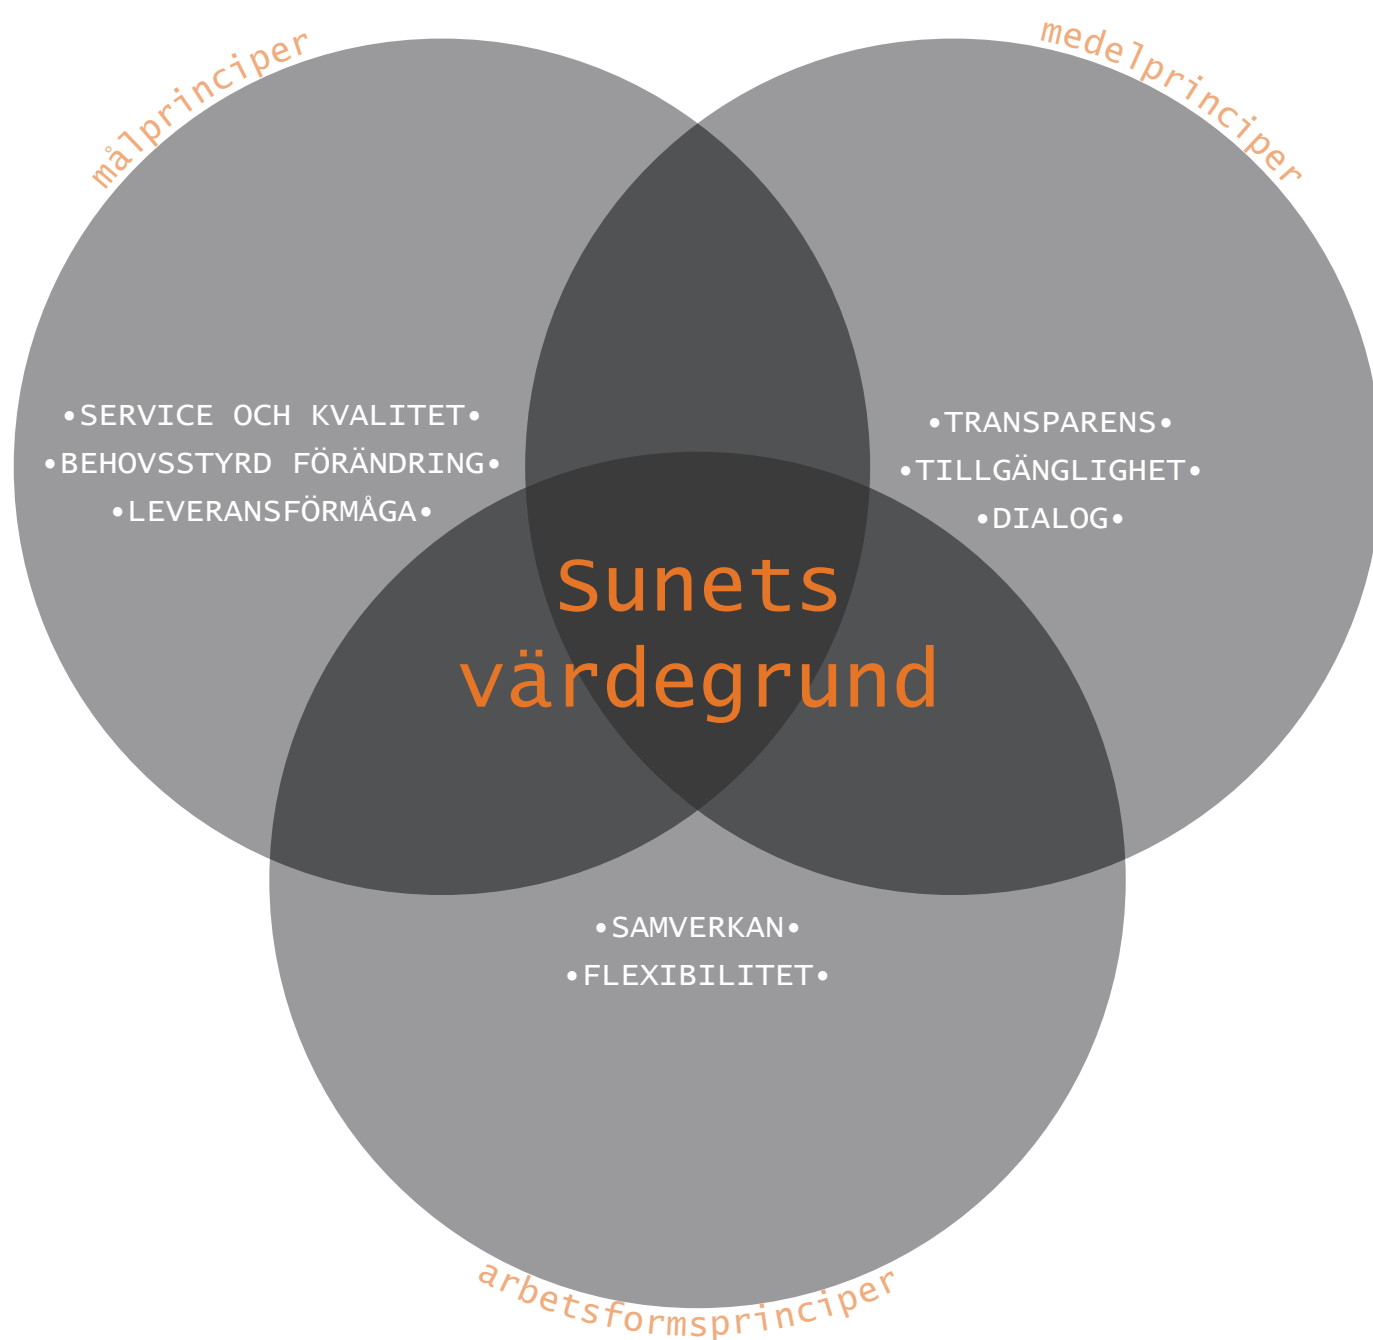 målprinciper
medelprinciper
•SERVICE OCH KVALITET•
•BEHOVSSTYRD FÖRÄNDRING•
•LEVERANSFÖRMÅGA•
•TRANSPARENS•
•TILLGÄNGLIGHET•
•DIALOG•
Sunets
värdegrund
•SAMVERKAN•
•FLEXIBILITET•
arbetsformsprinciper